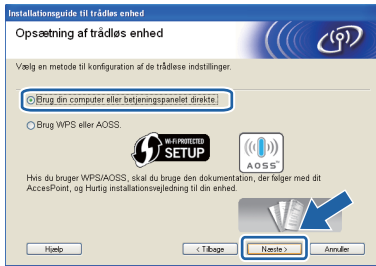 Installationsguide til trådløs enhed
Opsætning af trådløs enhed
Vælg en metode til konfiguration af de trådløse indstillinger.
Brug din computer eller betjeningspanelet direkte.
Brug WPS eller AOSS.
WI-FI PROTECTED
SETUP
AOSS
Hvis du bruger WPS/AOSS, skal du bruge den dokumentation, der følger med dit
AccesPoint, og Hurtig installationsvejledning til din enhed.
Hjælp
< Tilbage
Næste >
Annuller